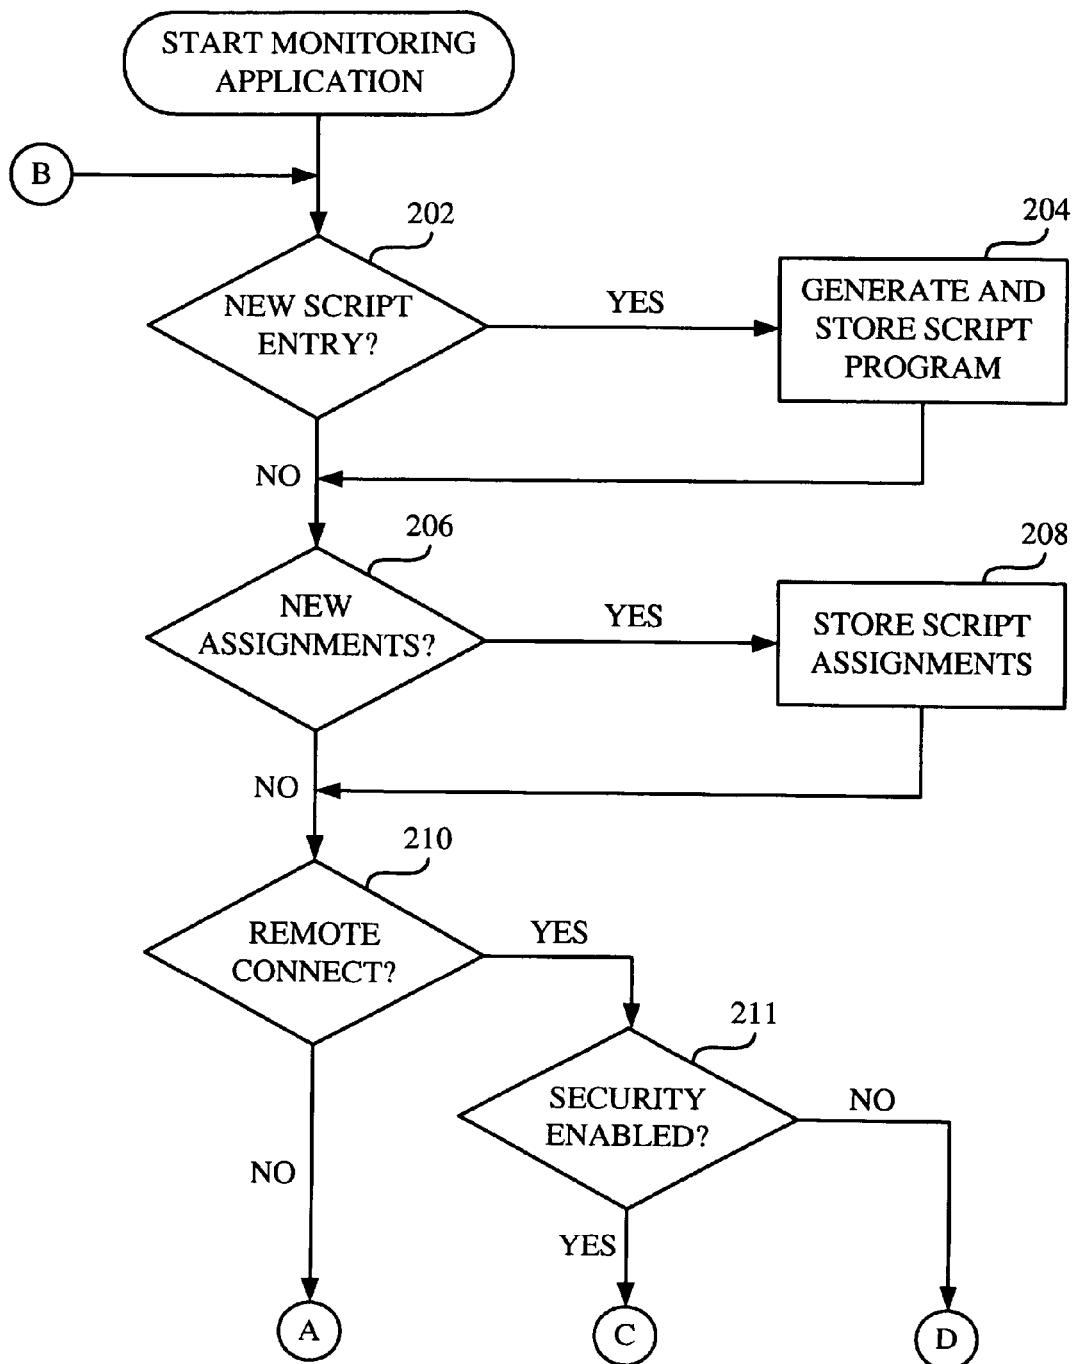 START MONITORING
APPLICATION
B
202
204
NEW SCRIPT
ENTRY?
YES
GENERATE AND
STORE SCRIPT
PROGRAM
NO
206
208
NEW
ASSIGNMENTS?
YES
STORE SCRIPT
ASSIGNMENTS
NO
210
REMOTE
CONNECT?
YES
211
SECURITY
ENABLED?
NO
NO
YES
A
C
D